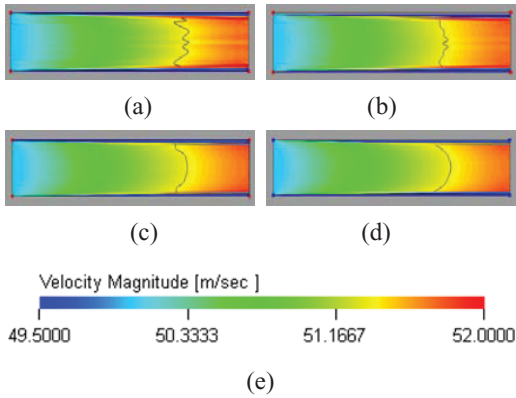 (a)
(b)
(c)
(d)
Velocity Magnitude [m/sec ]
49.5000 50.3333 51.1667 52.0000
(e)